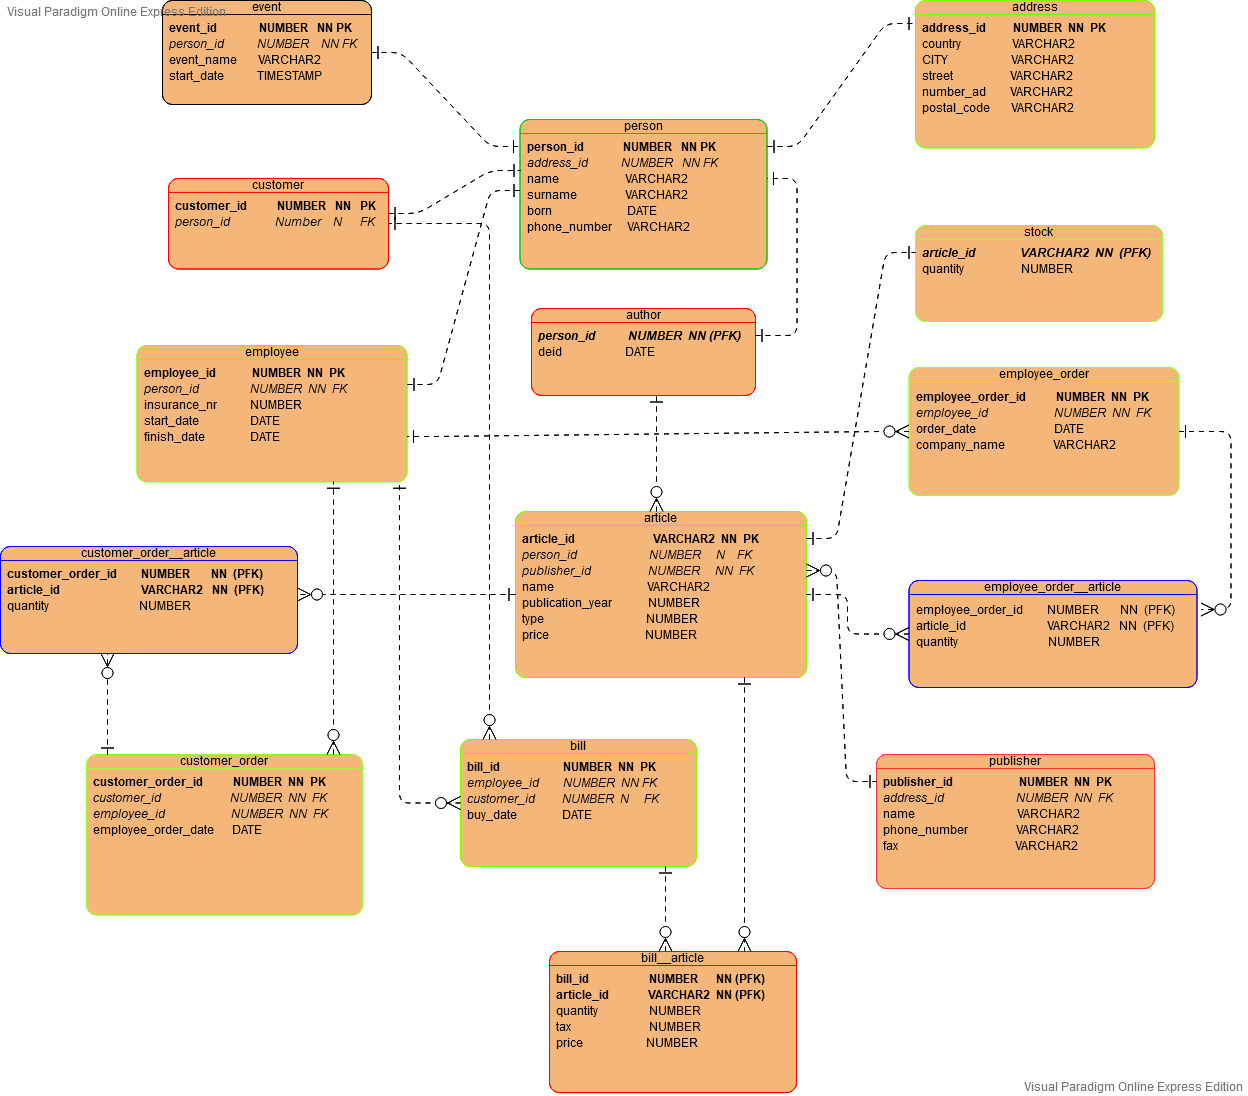 Visual Paradigm Online Express Edition
event
event_id NUMBER NN PK
person_id NUMBER NN FK
event_name VARCHAR2
start_date TIMESTAMP
address
address_id NUMBER NN PK
country VARCHAR2
CITY VARCHAR2
street VARCHAR2
number_ad VARCHAR2
postal_code VARCHAR2
person
person_id NUMBER NN PK
address_id NUMBER NN FK
name VARCHAR2
surname VARCHAR2
born DATE
phone_number VARCHAR2
customer
customer_id NUMBER NN PK
person_id Number N FK
stock
article_id VARCHAR2 NN (PFK)
quantity NUMBER
author
person_id NUMBER NN (PFK)
deid DATE
employee
employee_id NUMBER NN PK
person_id NUMBER NN FK
insurance_nr NUMBER
start_date DATE
finish_date DATE
employee_order
employee_order_id NUMBER NN PK
employee_id NUMBER NN FK
order_date DATE
company_name VARCHAR2
article
article_id VARCHAR2 NN PK
person_id NUMBER N FK
publisher_id NUMBER NN FK
name VARCHAR2
publication_year NUMBER
type NUMBER
price NUMBER
customer_order__article
customer_order_id NUMBER NN (PFK)
article_id VARCHAR2 NN (PFK)
quantity NUMBER
employee_order__article
employee_order_id NUMBER NN (PFK)
article_id VARCHAR2 NN (PFK)
quantity NUMBER
customer_order
customer_order_id NUMBER NN PK
customer_id NUMBER NN FK
employee_id NUMBER NN FK
employee_order_date DATE
bill
bill_id NUMBER NN PK
employee_id NUMBER NN FK
customer_id NUMBER N FK
buy_date DATE
publisher
publisher_id NUMBER NN PK
address_id NUMBER NN FK
name VARCHAR2
phone_number VARCHAR2
fax VARCHAR2
bill__article
bill_id NUMBER NN (PFK)
article_id VARCHAR2 NN (PFK)
quantity NUMBER
tax NUMBER
price NUMBER
Visual Paradigm Online Express Edition